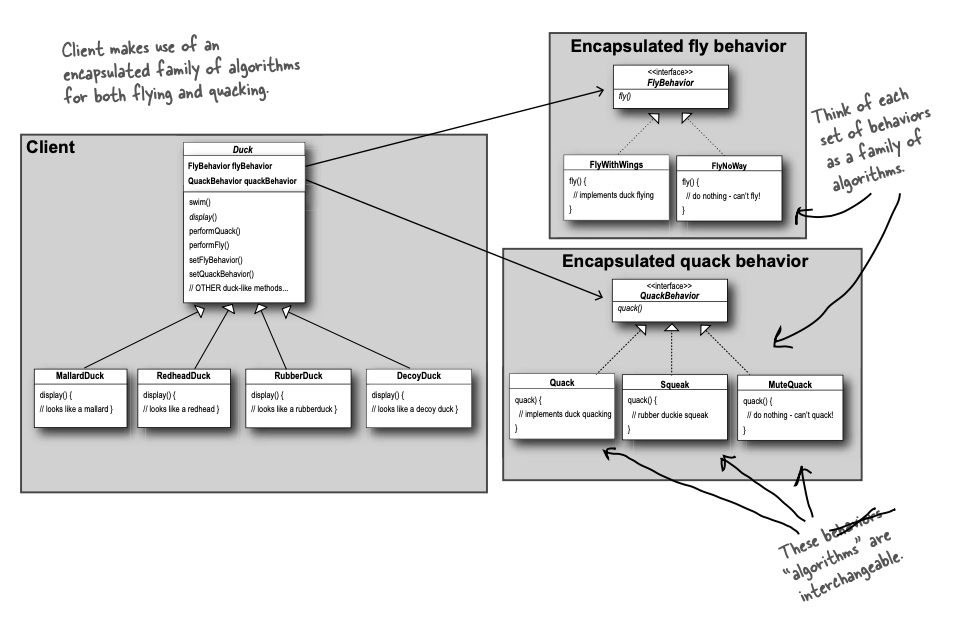 Client makes use of an
encapsulated family of algorithms
for both flying and quacking.
Client
Duck
FlyBehavior flyBehavior
QuackBehavior quackBehavior
swim()
display()
performQuack()
performFly()
setFlyBehavior()
setQuackBehavior()
// OTHER duck-like methods...
MallardDuck
display() {
// looks like a mallard }
RedheadDuck
display() {
// looks like a redhead }
RubberDuck
display() {
// looks like a rubberduck }
DecoyDuck
display() {
// looks like a decoy duck }
Encapsulated fly behavior
<<interface>>
FlyBehavior
fly()
FlyWithWings
fly() {
// implements duck flying
}
FlyNoWay
fly() {
// do nothing - can't fly!
}
Think of each
set of behaviors
as a family of
algorithms.
Encapsulated quack behavior
<<interface>>
QuackBehavior
quack()
Quack
quack) {
// implements duck quacking
}
Squeak
quack() {
// rubber duckie squeak
}
MuteQuack
quack() {
// do nothing - can't quack!
}
These behaviors
“algorithms” are
interchangeable.